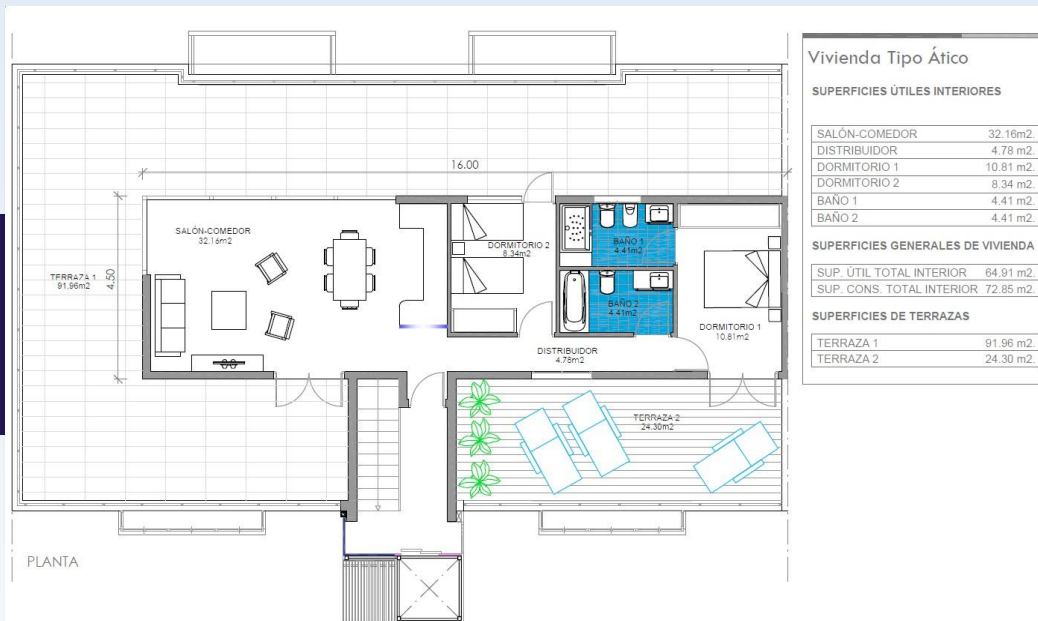 Vivienda Tipo Ático
SUPERFICIES ÚTILES INTERIORES
SALÓN-COMEDOR 32.16m2.
DISTRIBUIDOR 4.78 m2.
DORMITORIO 1 10.81 m2.
DORMITORIO 2 8.34 m2.
BAÑO 1 4.41 m2.
BAÑO 2 4.41 m2.
SUPERFICIES GENERALES DE VIVIENDA
SUP. ÚTIL TOTAL INTERIOR 64.91 m2.
SUP. CONS. TOTAL INTERIOR 72.85 m2.
SUPERFICIES DE TERRAZAS
TERRAZA 1 91.96 m2.
TERRAZA 2 24.30 m2.
16.00
4.50
SALÓN-COMEDOR
32.16m2
TERRAZA 1
91.96m2
DORMITORIO 2
8.34m2
BAÑO 1
4.41m2
BAÑO 2
4.41m2
DORMITORIO 1
10.81m2
DISTRIBUIDOR
4.78m2
TERRAZA 2
24.30m2
PLANTA